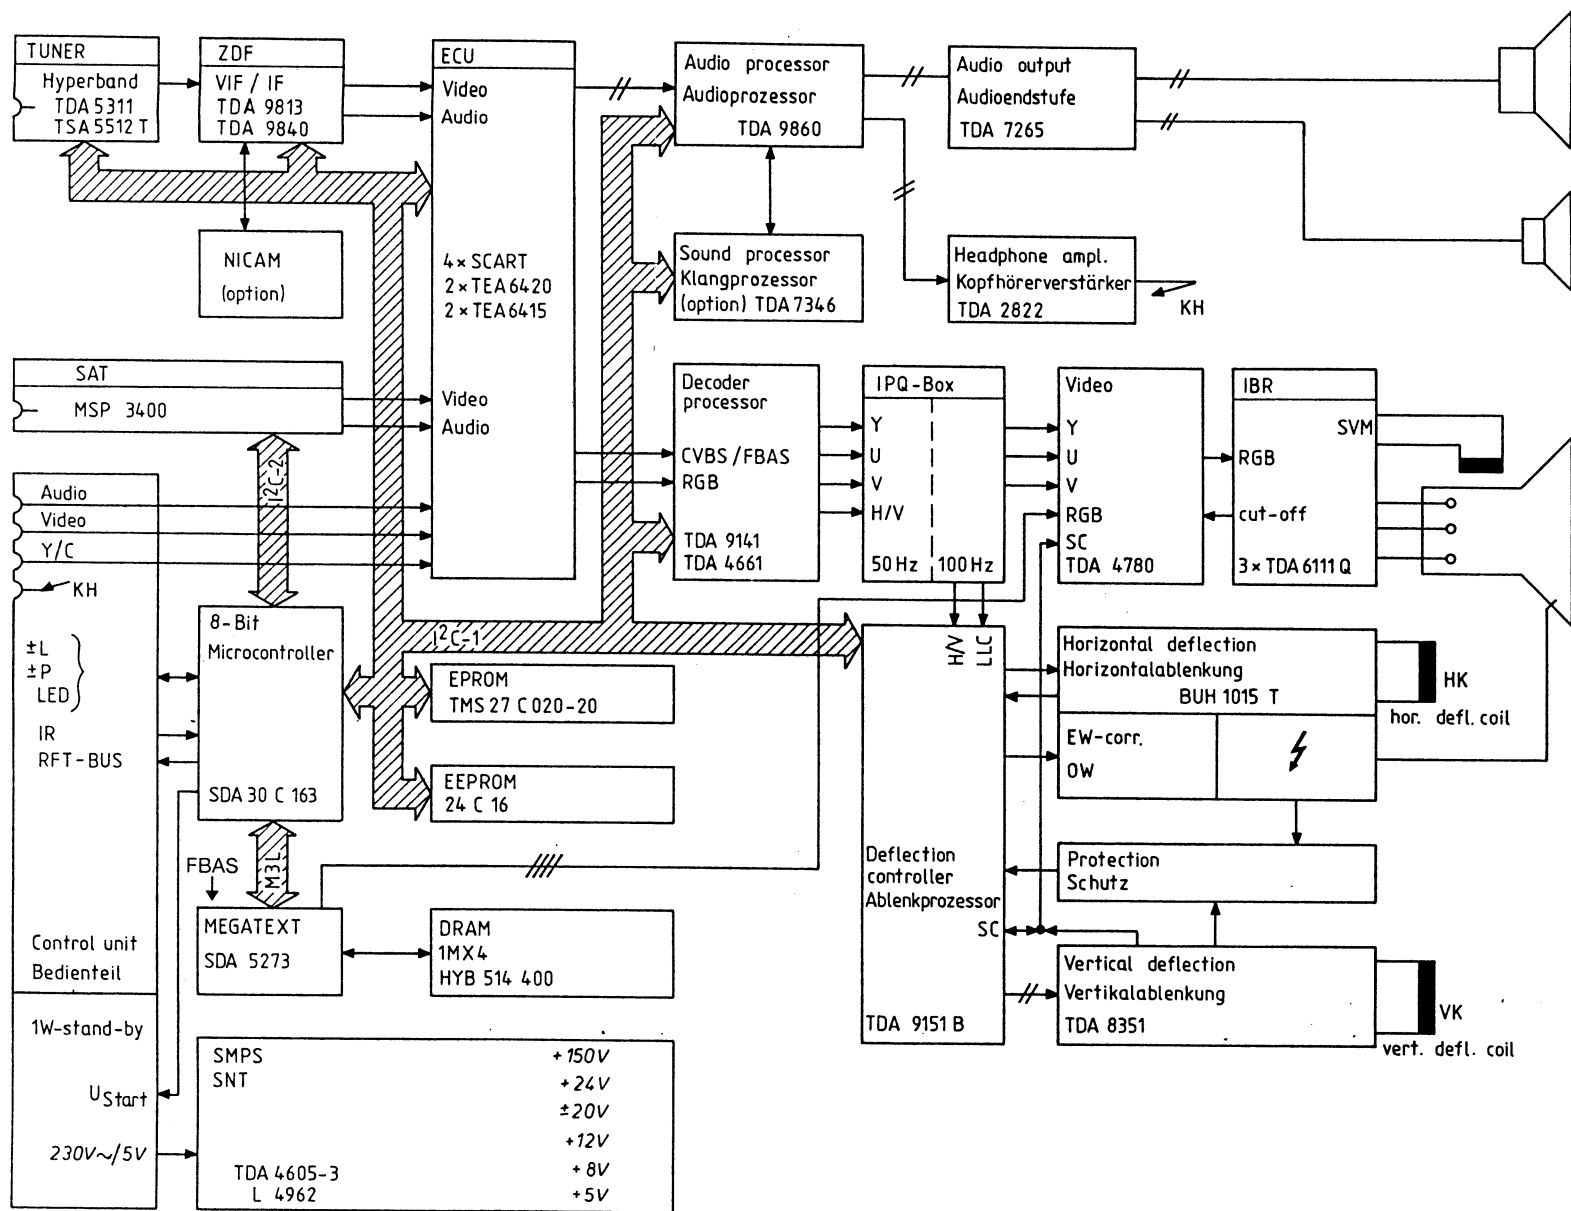 TUNER
Hyperband
TDA 5311
TSA 5512 T
ZDF
VIF / IF
TDA 9813
TDA 9840
NICAM
(option)
ECU
Video
Audio
4 x SCART
2 x TEA 6420
2 x TEA 6415
Video
Audio
Audio processor
Audioprozessor
TDA 9860
Audio output
Audioendstufe
TDA 7265
Sound processor
Klangprozessor
(option) TDA 7346
Headphone ampl.
Kopfhörerverstärker
TDA 2822
KH
SAT
MSP 3400
I²C-2
Decoder
processor
CVBS / FBAS
RGB
TDA 9141
TDA 4661
IPQ-Box
Y
U
V
H/V
50 Hz
100 Hz
Video
Y
U
V
RGB
SC
TDA 4780
IBR
SVM
RGB
cut-off
3 x TDA 6111 Q
Audio
Video
Y/C
KH
±L
±P
LED
IR
RFT-BUS
Control unit
Bedienteil
1W-stand-by
UStart
230V~/5V
8-Bit
Microcontroller
SDA 30 C 163
I²C-1
EPROM
TMS 27 C 020-20
EEPROM
24 C 16
M3L
FBAS
MEGATEXT
SDA 5273
DRAM
1MX4
HYB 514 400
SMPS
SNT
TDA 4605-3
L 4962
+150V
+24V
±20V
+12V
+8V
+5V
H/V
LLC
Deflection
controller
Ablenkprozessor
SC
TDA 9151 B
Horizontal deflection
Horizontalablenkung
BUH 1015 T
HK
hor. defl. coil
EW-corr.
OW
Protection
Schutz
Vertical deflection
Vertikalablenkung
TDA 8351
VK
vert. defl. coil